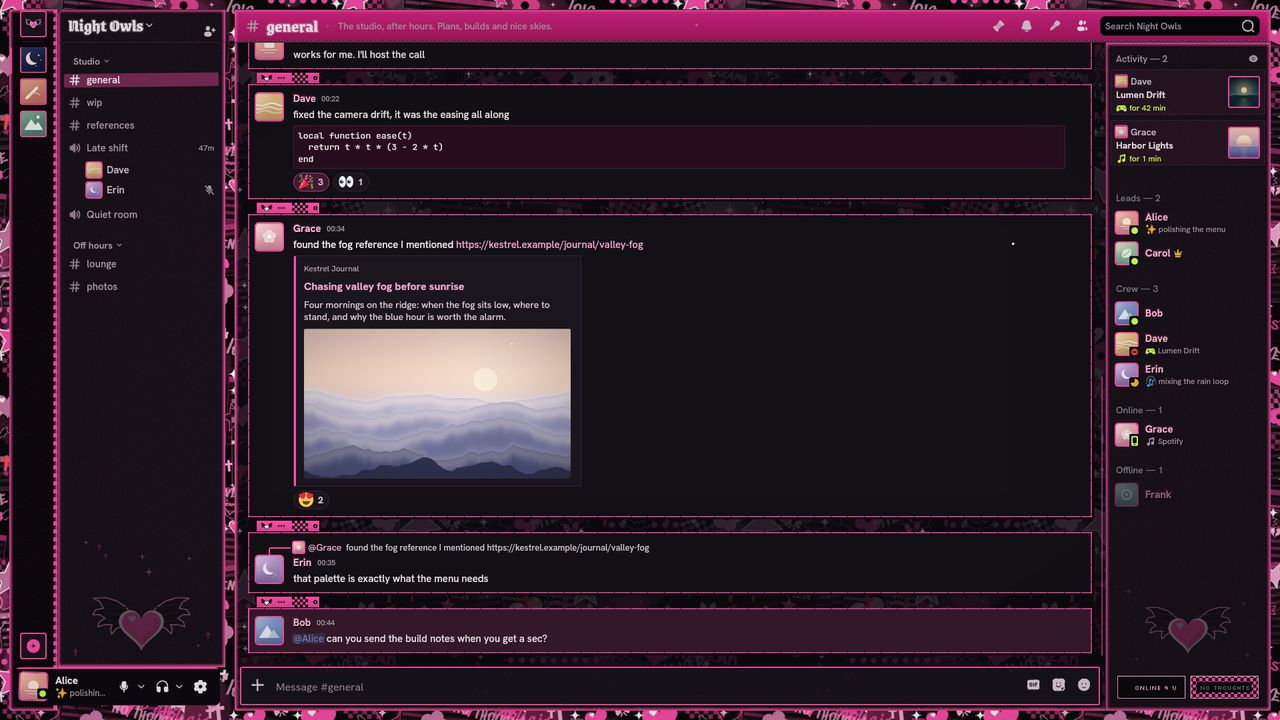 Night Owls
Studio
general
wip
references
Late shift
47m
Dave
Erin
Quiet room
Off hours
lounge
photos
Alice
polishin...
general
The studio, after hours. Plans, builds and nice skies.
Search Night Owls
works for me. I'll host the call
Dave 00:22
fixed the camera drift, it was the easing all along
local function ease(t)
return t * t * (3 - 2 * t)
end
3
1
Grace 00:34
found the fog reference I mentioned https://kestrel.example/journal/valley-fog
Kestrel Journal
Chasing valley fog before sunrise
Four mornings on the ridge: when the fog sits low, where to
stand, and why the blue hour is worth the alarm.
2
@Grace found the fog reference I mentioned https://kestrel.example/journal/valley-fog
Erin 00:35
that palette is exactly what the menu needs
Bob 00:44
@Alice can you send the build notes when you get a sec?
Message #general
GIF
Activity — 2
Dave
Lumen Drift
for 42 min
Grace
Harbor Lights
for 1 min
Leads — 2
Alice
polishing the menu
Carol
Crew — 3
Bob
Dave
Lumen Drift
Erin
mixing the rain loop
Online — 1
Grace
Spotify
Offline — 1
Frank
ONLINE 4 U
NO THOUGHTS